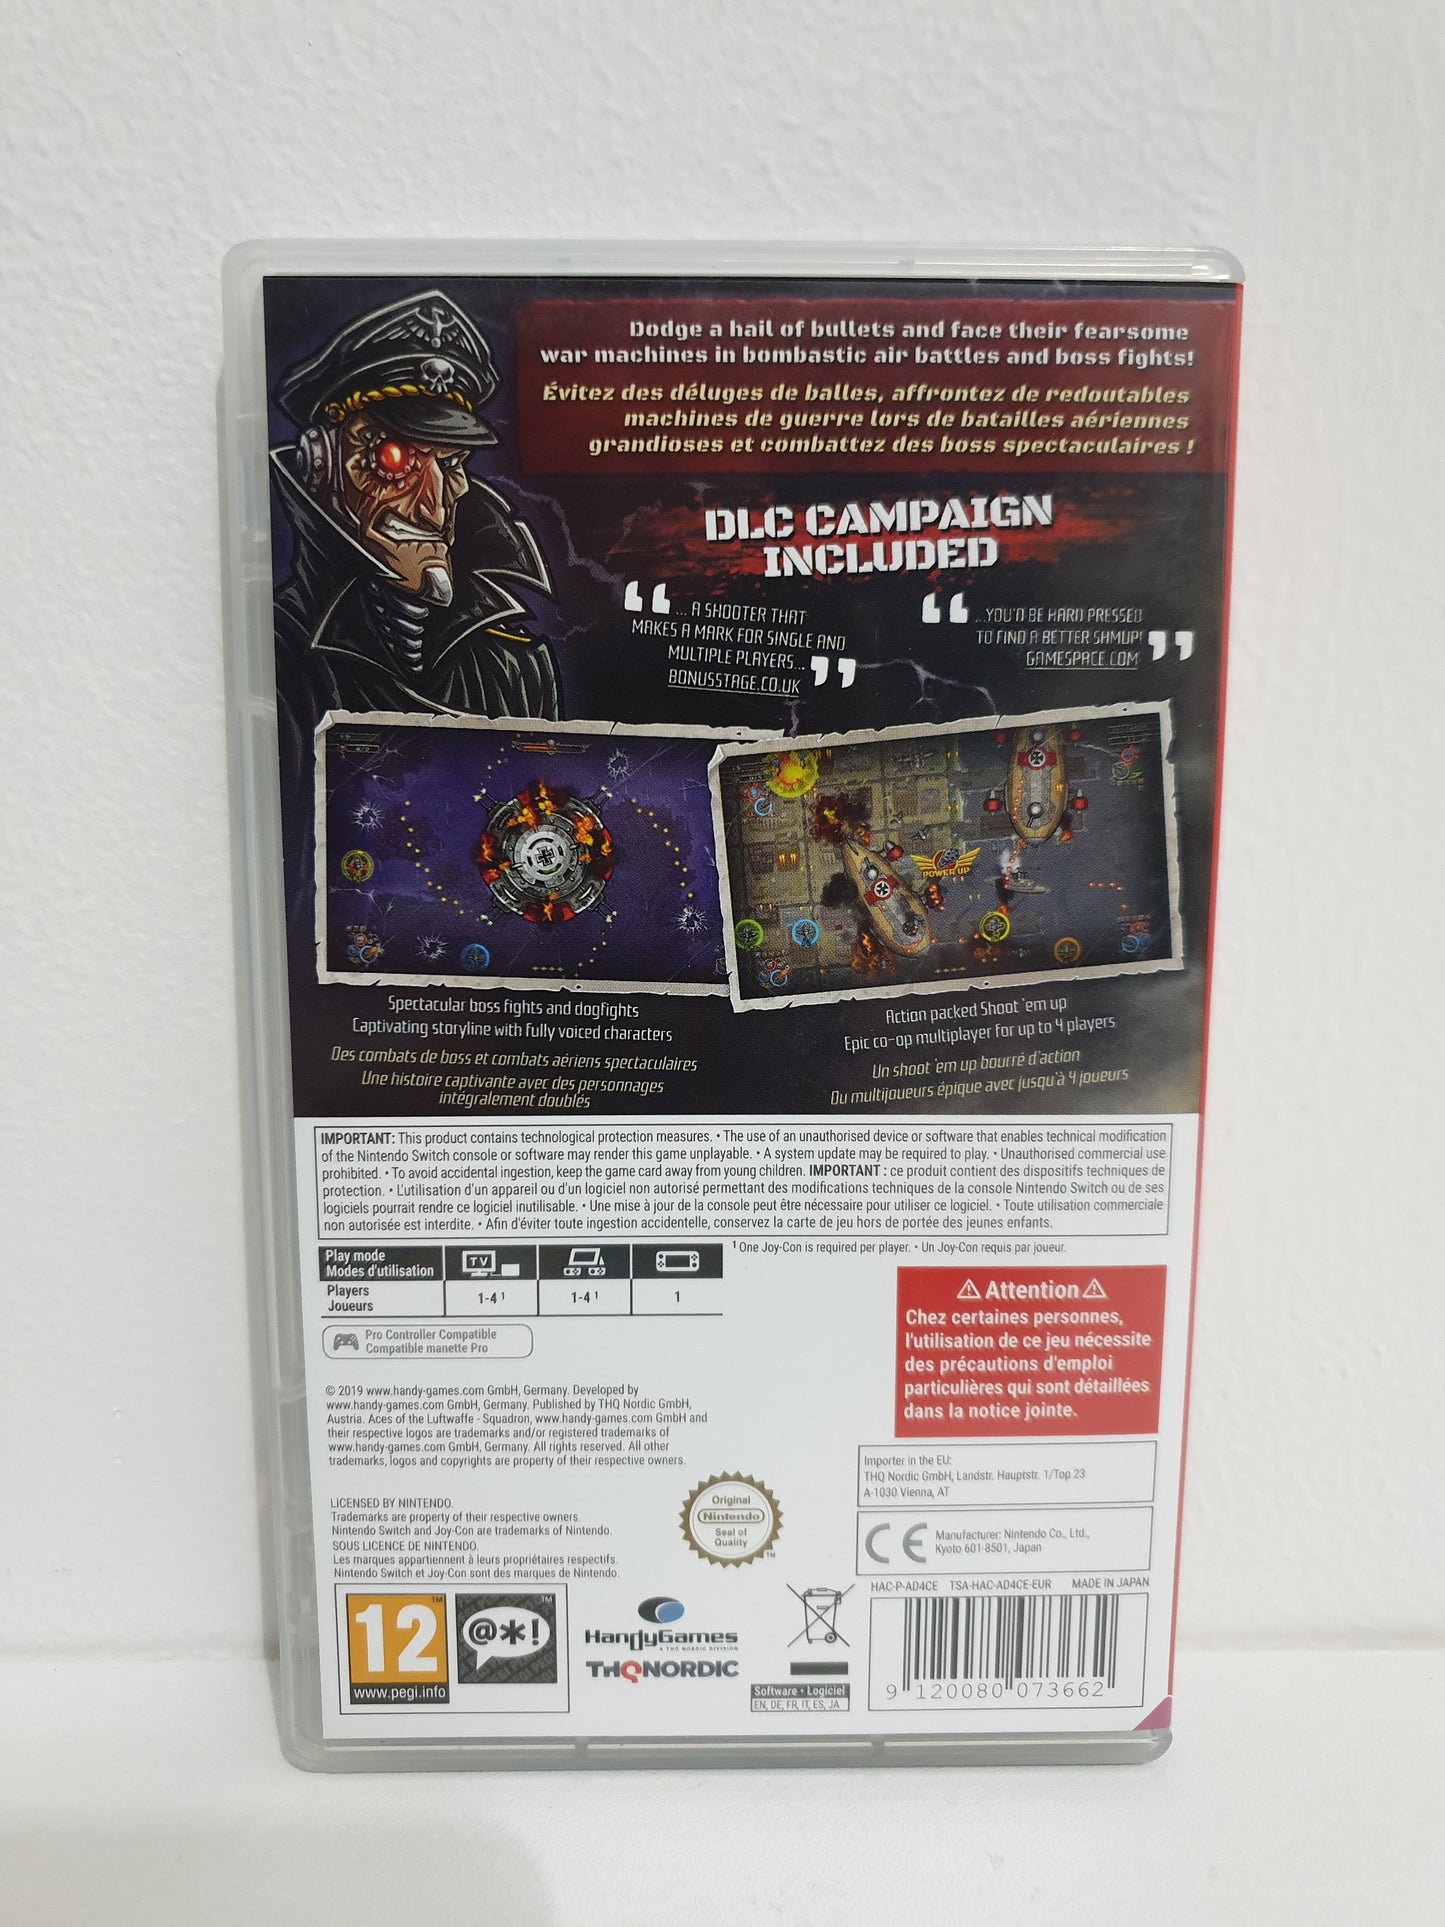 Dodge a hail of bullets and face their fearsome
war machines in bombastic air battles and boss fights!
Évitez des déluges de balles, affrontez de redoutables
machines de guerre lors de batailles aériennes
grandioses et combattez des boss spectaculaires !
DLC CAMPAIGN
INCLUDED
“ ... A SHOOTER THAT
MAKES A MARK FOR SINGLE AND
MULTIPLE PLAYERS... ”
BONUSSTAGE.CO.UK
“ ...YOU'D BE HARD PRESSED
TO FIND A BETTER SHMUP! ”
GAMESPACE.COM
POWER UP
Spectacular boss fights and dogfights
Captivating storyline with fully voiced characters
Des combats de boss et combats aériens spectaculaires
Une histoire captivante avec des personnages
intégralement doublés
Action packed Shoot 'em up
Epic co-op multiplayer for up to 4 players
Un shoot 'em up bourré d'action
Du multijoueurs épique avec jusqu'à 4 joueurs
IMPORTANT: This product contains technological protection measures. • The use of an unauthorised device or software that enables technical modification
of the Nintendo Switch console or software may render this game unplayable. • A system update may be required to play. • Unauthorised commercial use
prohibited. • To avoid accidental ingestion, keep the game card away from young children. IMPORTANT : ce produit contient des dispositifs techniques de
protection. • L'utilisation d'un appareil ou d'un logiciel non autorisé permettant des modifications techniques de la console Nintendo Switch ou de ses
logiciels pourrait rendre ce logiciel inutilisable. • Une mise à jour de la console peut être nécessaire pour utiliser ce logiciel. • Toute utilisation commerciale
non autorisée est interdite. • Afin d'éviter toute ingestion accidentelle, conservez la carte de jeu hors de portée des jeunes enfants.
Play mode
Modes d'utilisation
TV
Players
Joueurs
1-4 ¹
1-4 ¹
1
¹ One Joy-Con is required per player. • Un Joy-Con requis par joueur.
Pro Controller Compatible
Compatible manette Pro
⚠ Attention ⚠
Chez certaines personnes,
l'utilisation de ce jeu nécessite
des précautions d'emploi
particulières qui sont détaillées
dans la notice jointe.
© 2019 www.handy-games.com GmbH, Germany. Developed by
www.handy-games.com GmbH, Germany. Published by THQ Nordic GmbH,
Austria. Aces of the Luftwaffe - Squadron, www.handy-games.com GmbH and
their respective logos are trademarks and/or registered trademarks of
www.handy-games.com GmbH, Germany. All rights reserved. All other
trademarks, logos and copyrights are property of their respective owners.
LICENSED BY NINTENDO.
Trademarks are property of their respective owners.
Nintendo Switch and Joy-Con are trademarks of Nintendo.
SOUS LICENCE DE NINTENDO.
Les marques appartiennent à leurs propriétaires respectifs.
Nintendo Switch et Joy-Con sont des marques de Nintendo.
Original
Nintendo
Seal of
Quality
TM
Importer in the EU:
THQ Nordic GmbH, Landstr. Hauptstr. 1/Top 23
A-1030 Vienna, AT
CE
Manufacturer: Nintendo Co., Ltd.,
Kyoto 601-8501, Japan
HAC-P-AD4CE TSA-HAC-AD4CE-EUR MADE IN JAPAN
12
TM
www.pegi.info
@*!
TM
HandyGames
A THQ NORDIC DIVISION
THQNORDIC
Software • Logiciel
EN, DE, FR, IT, ES, JA
9 120080 073662